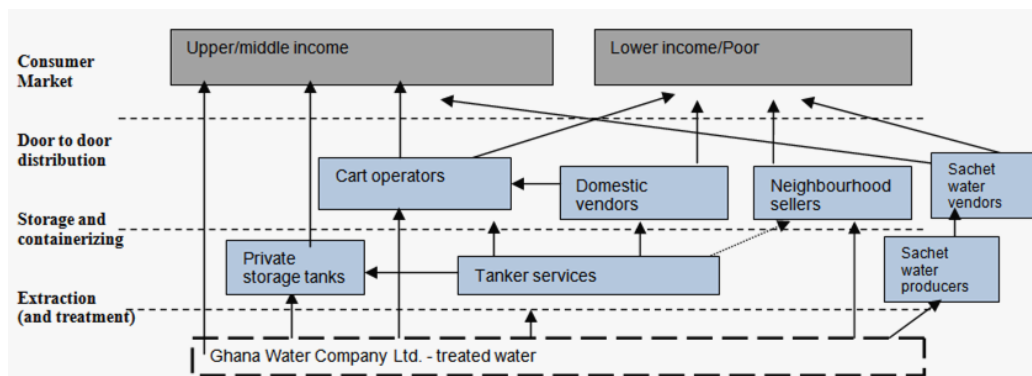 Consumer
Market
Upper/middle income
Lower income/Poor
Door to door
distribution
Cart operators
Domestic
vendors
Neighbourhood
sellers
Sachet
water
vendors
Storage and
containerizing
Private
storage tanks
Tanker services
Sachet
water
producers
Extraction
(and treatment)
Ghana Water Company Ltd. - treated water